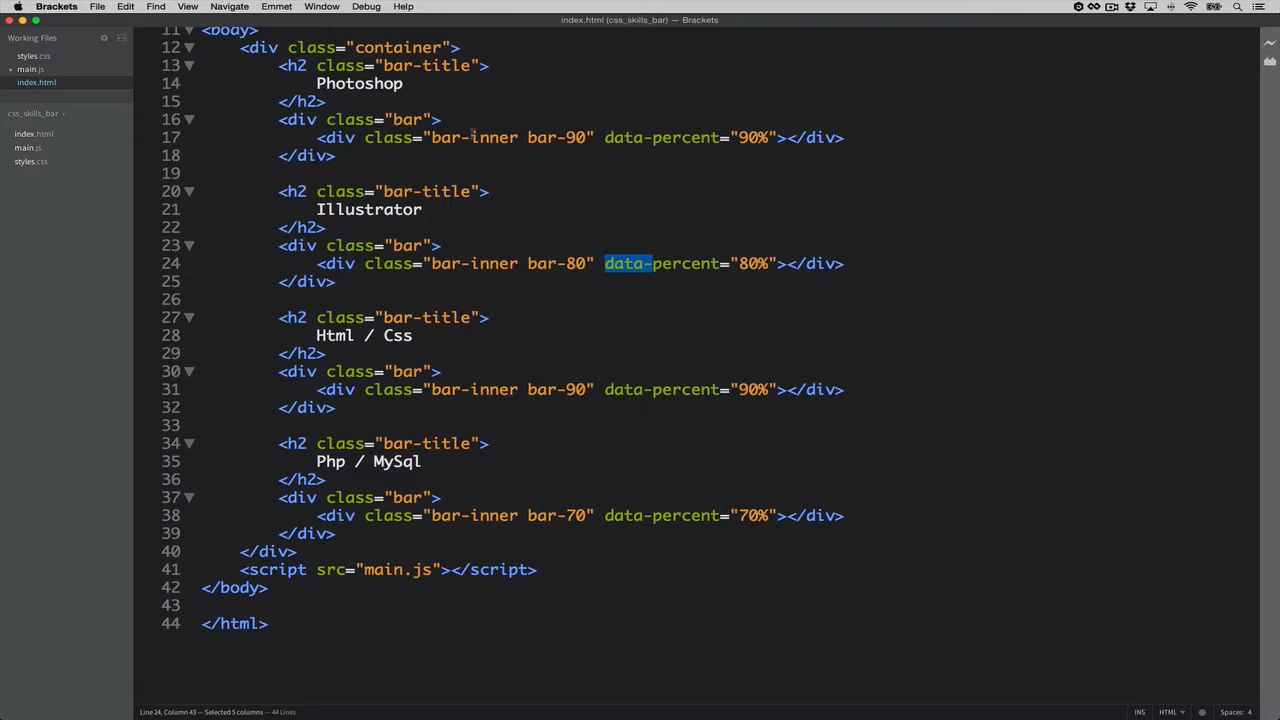 Brackets File Edit Find View Navigate Emmet Window Debug Help
index.html (css_skills_bar) — Brackets
Working Files
styles.css
main.js
index.html
css_skills_bar
index.html
main.js
styles.css
11 <body>
12 <div class="container">
13 <h2 class="bar-title">
14 Photoshop
15 </h2>
16 <div class="bar">
17 <div class="bar-inner bar-90" data-percent="90%"></div>
18 </div>
19
20 <h2 class="bar-title">
21 Illustrator
22 </h2>
23 <div class="bar">
24 <div class="bar-inner bar-80" data-percent="80%"></div>
25 </div>
26
27 <h2 class="bar-title">
28 Html / Css
29 </h2>
30 <div class="bar">
31 <div class="bar-inner bar-90" data-percent="90%"></div>
32 </div>
33
34 <h2 class="bar-title">
35 Php / MySql
36 </h2>
37 <div class="bar">
38 <div class="bar-inner bar-70" data-percent="70%"></div>
39 </div>
40 </div>
41 <script src="main.js"></script>
42 </body>
43
44 </html>
Line 24, Column 43 — Selected 5 columns — 44 Lines
INS HTML Spaces: 4